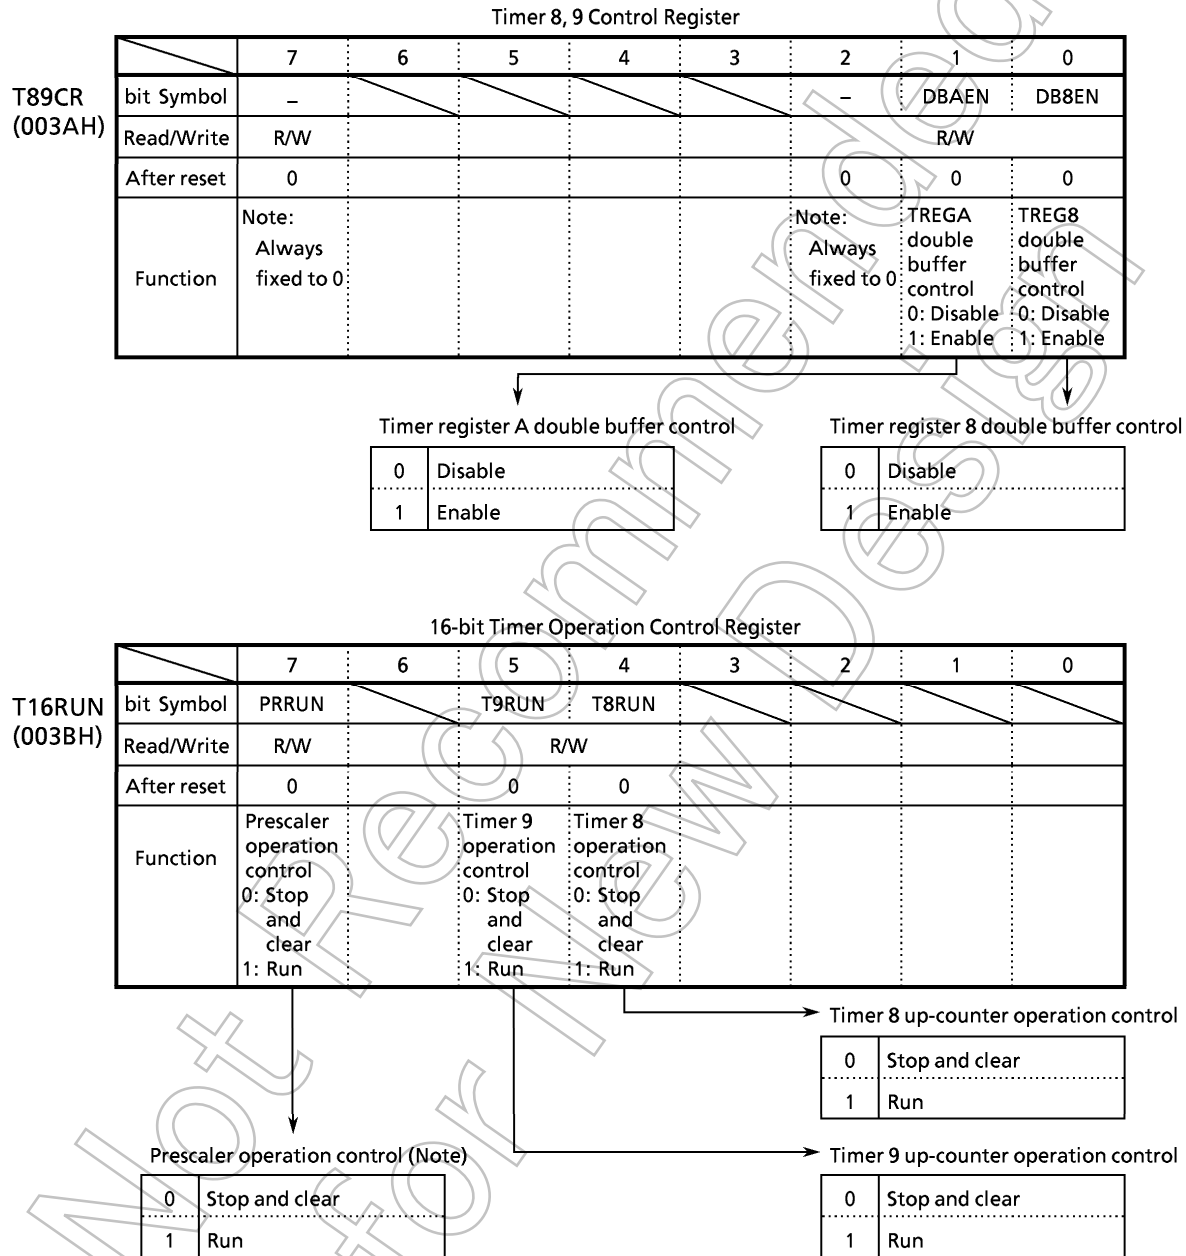 Timer 8, 9 Control Register
7 6 5 4 3 2 1 0
T89CR
(003AH)
bit Symbol – – DBAEN DB8EN
Read/Write R/W R/W
After reset 0 0 0 0
Function
Note:
Always
fixed to 0
Note:
Always
fixed to 0
TREGA
double
buffer
control
0: Disable
1: Enable
TREG8
double
buffer
control
0: Disable
1: Enable
Timer register A double buffer control
0 Disable
1 Enable
Timer register 8 double buffer control
0 Disable
1 Enable
16-bit Timer Operation Control Register
7 6 5 4 3 2 1 0
T16RUN
(003BH)
bit Symbol PRRUN T9RUN T8RUN
Read/Write R/W R/W
After reset 0 0 0
Function
Prescaler
operation
control
0: Stop
and
clear
1: Run
Timer 9
operation
control
0: Stop
and
clear
1: Run
Timer 8
operation
control
0: Stop
and
clear
1: Run
Timer 8 up-counter operation control
0 Stop and clear
1 Run
Prescaler operation control (Note)
0 Stop and clear
1 Run
Timer 9 up-counter operation control
0 Stop and clear
1 Run
Not Recommended
for New Design